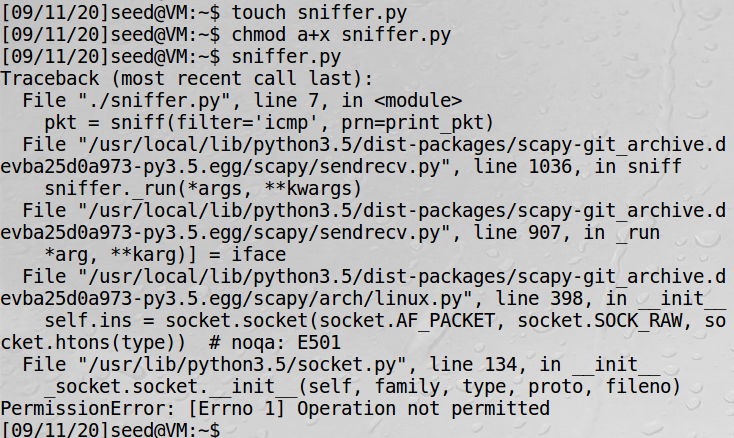 [09/11/20]seed@VM:~$ touch sniffer.py
[09/11/20]seed@VM:~$ chmod a+x sniffer.py
[09/11/20]seed@VM:~$ sniffer.py
Traceback (most recent call last):
  File "./sniffer.py", line 7, in <module>
    pkt = sniff(filter='icmp', prn=print_pkt)
  File "/usr/local/lib/python3.5/dist-packages/scapy-git_archive.d
evba25d0a973-py3.5.egg/scapy/sendrecv.py", line 1036, in sniff
    sniffer._run(*args, **kwargs)
  File "/usr/local/lib/python3.5/dist-packages/scapy-git_archive.d
evba25d0a973-py3.5.egg/scapy/sendrecv.py", line 907, in _run
    *arg, **karg)] = iface
  File "/usr/local/lib/python3.5/dist-packages/scapy-git_archive.d
evba25d0a973-py3.5.egg/scapy/arch/linux.py", line 398, in __init__
    self.ins = socket.socket(socket.AF_PACKET, socket.SOCK_RAW, so
cket.htons(type))  # noqa: E501
  File "/usr/lib/python3.5/socket.py", line 134, in __init__
    _socket.socket.__init__(self, family, type, proto, fileno)
PermissionError: [Errno 1] Operation not permitted
[09/11/20]seed@VM:~$